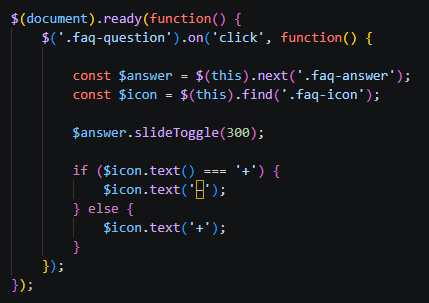 $(document).ready(function() {
$('.faq-question').on('click', function() {
const $answer = $(this).next('.faq-answer');
const $icon = $(this).find('.faq-icon');
$answer.slideToggle(300);
if ($icon.text() === '+') {
$icon.text('−');
} else {
$icon.text('+');
}
});
});